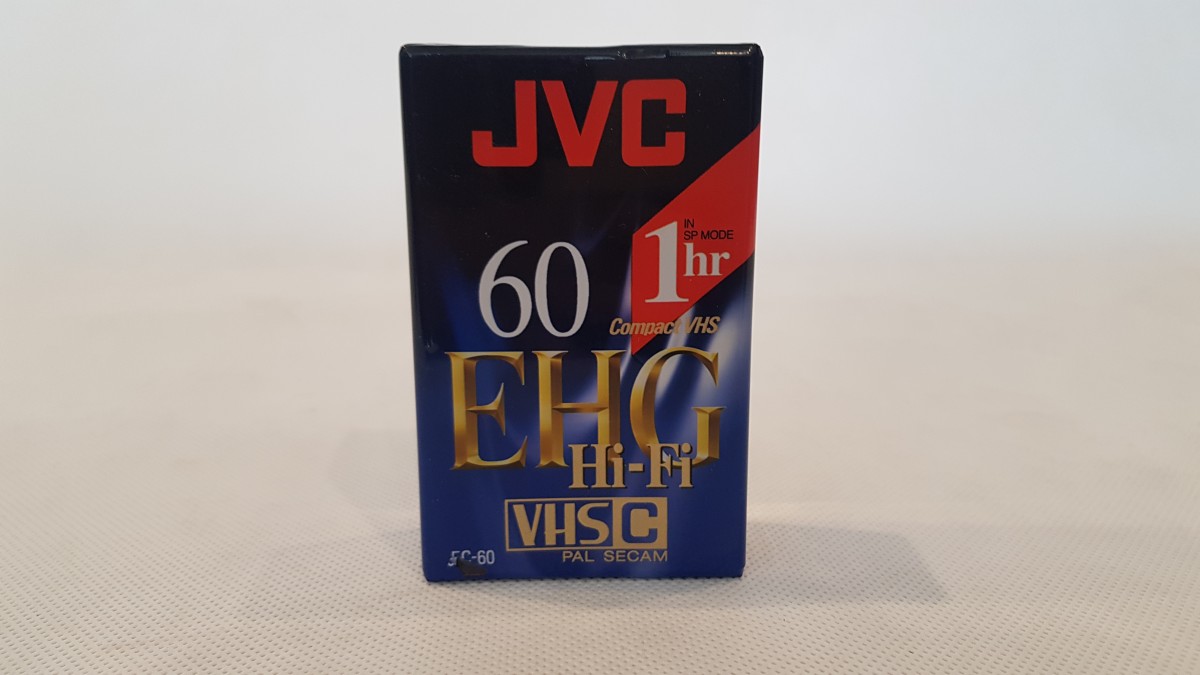 JVC
IN
SP MODE
1hr
60
Compact VHS
EHG
Hi-Fi
VHS C
PAL SECAM
EC-60